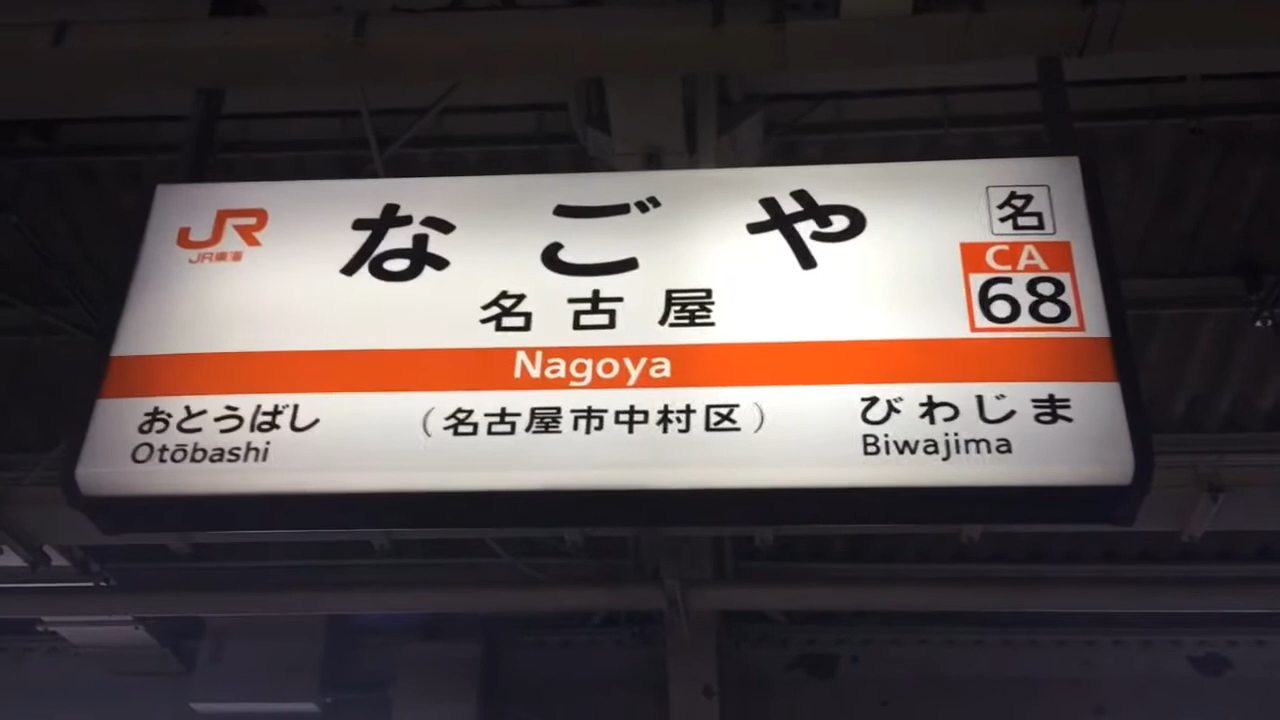 JR
JR東海
なごや
名
CA
68
名古屋
Nagoya
おとうばし
Otōbashi
（名古屋市中村区）
びわじま
Biwajima